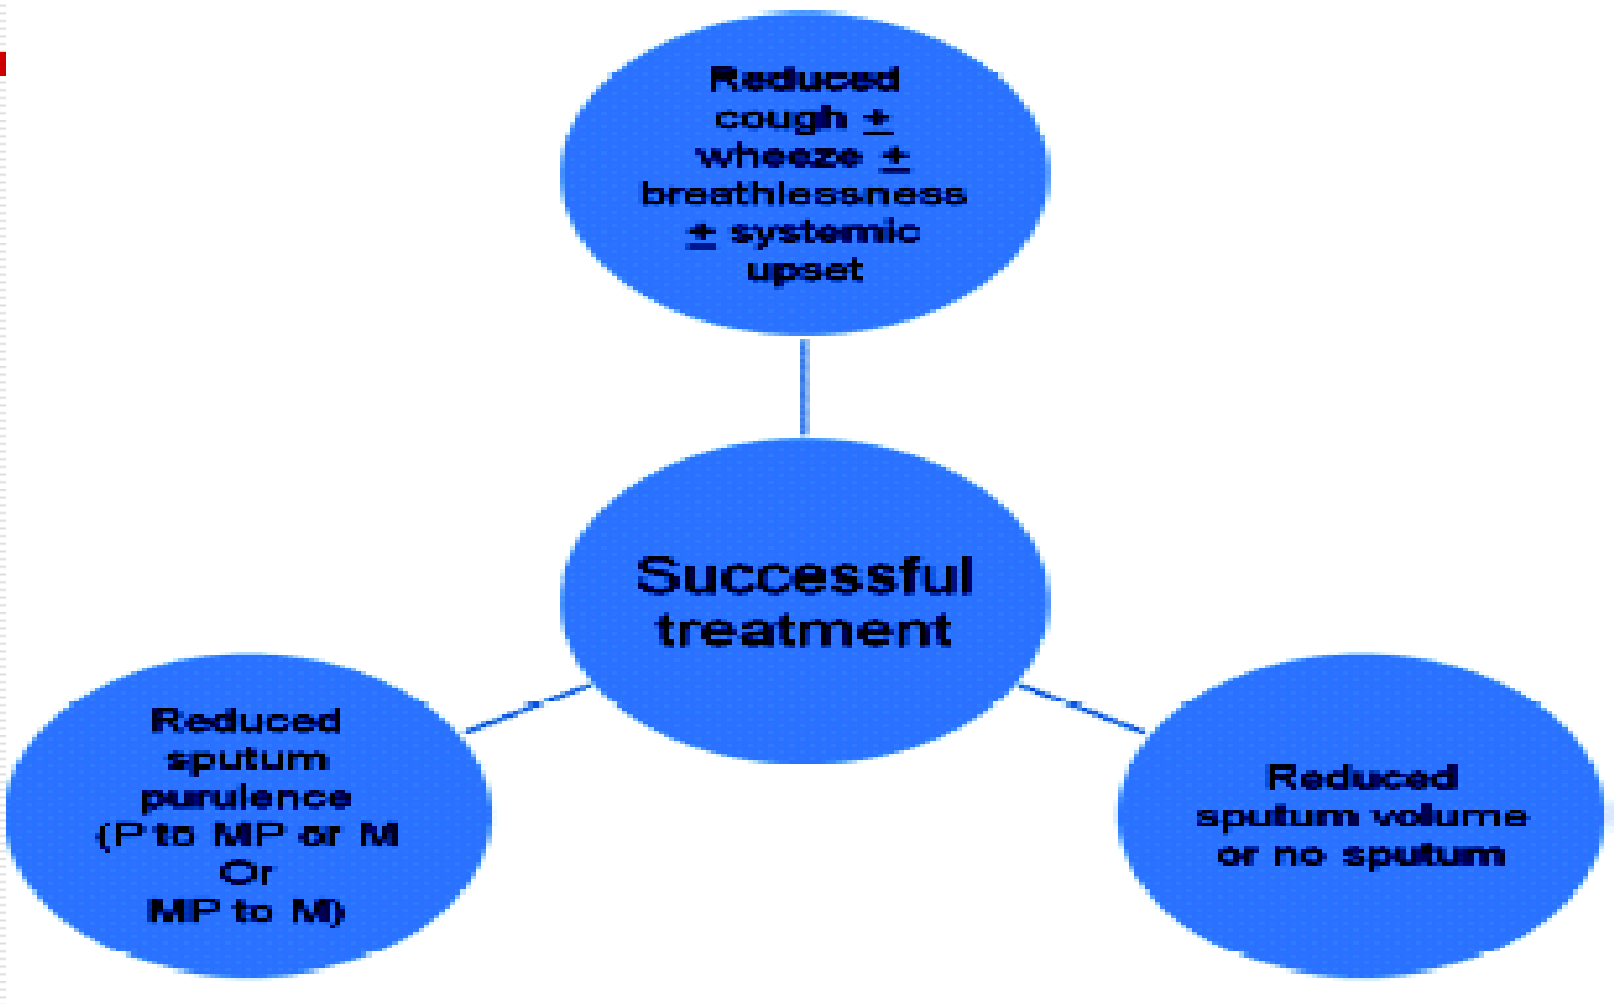 Reduced
cough ±
wheeze ±
breathlessness
± systemic
upset
Successful
treatment
Reduced
sputum
purulence
(P to MP or M
Or
MP to M)
Reduced
sputum volume
or no sputum